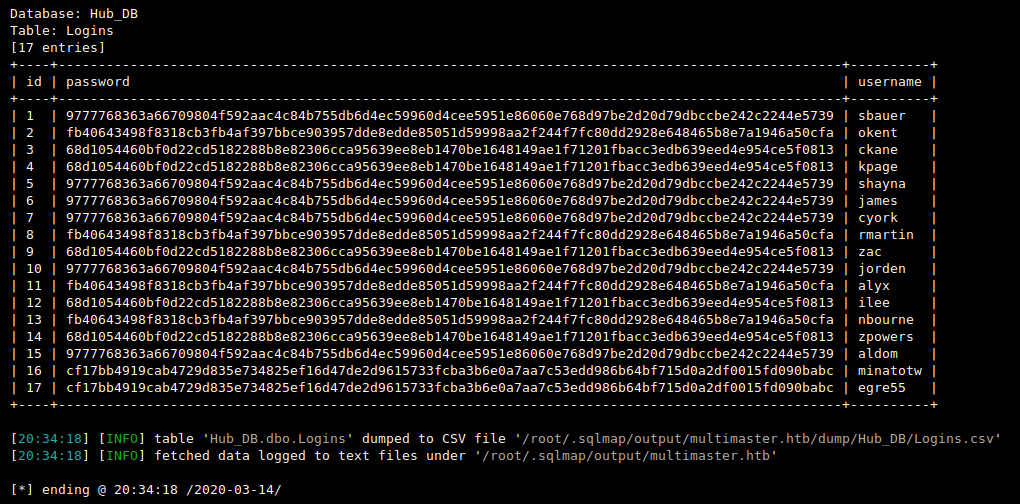 Database: Hub_DB
Table: Logins
[17 entries]
+----+--------------------------------------------------------------------------------------------------+----------+
| id | password                                                                                         | username |
+----+--------------------------------------------------------------------------------------------------+----------+
| 1  | 9777768363a66709804f592aac4c84b755db6d4ec59960d4cee5951e86060e768d97be2d20d79dbccbe242c2244e5739 | sbauer   |
| 2  | fb40643498f8318cb3fb4af397bbce903957dde8edde85051d59998aa2f244f7fc80dd2928e648465b8e7a1946a50cfa | okent    |
| 3  | 68d1054460bf0d22cd5182288b8e82306cca95639ee8eb1470be1648149ae1f71201fbacc3edb639eed4e954ce5f0813 | ckane    |
| 4  | 68d1054460bf0d22cd5182288b8e82306cca95639ee8eb1470be1648149ae1f71201fbacc3edb639eed4e954ce5f0813 | kpage    |
| 5  | 9777768363a66709804f592aac4c84b755db6d4ec59960d4cee5951e86060e768d97be2d20d79dbccbe242c2244e5739 | shayna   |
| 6  | 9777768363a66709804f592aac4c84b755db6d4ec59960d4cee5951e86060e768d97be2d20d79dbccbe242c2244e5739 | james    |
| 7  | 9777768363a66709804f592aac4c84b755db6d4ec59960d4cee5951e86060e768d97be2d20d79dbccbe242c2244e5739 | cyork    |
| 8  | fb40643498f8318cb3fb4af397bbce903957dde8edde85051d59998aa2f244f7fc80dd2928e648465b8e7a1946a50cfa | rmartin  |
| 9  | 68d1054460bf0d22cd5182288b8e82306cca95639ee8eb1470be1648149ae1f71201fbacc3edb639eed4e954ce5f0813 | zac      |
| 10 | 9777768363a66709804f592aac4c84b755db6d4ec59960d4cee5951e86060e768d97be2d20d79dbccbe242c2244e5739 | jorden   |
| 11 | fb40643498f8318cb3fb4af397bbce903957dde8edde85051d59998aa2f244f7fc80dd2928e648465b8e7a1946a50cfa | alyx     |
| 12 | 68d1054460bf0d22cd5182288b8e82306cca95639ee8eb1470be1648149ae1f71201fbacc3edb639eed4e954ce5f0813 | ilee     |
| 13 | fb40643498f8318cb3fb4af397bbce903957dde8edde85051d59998aa2f244f7fc80dd2928e648465b8e7a1946a50cfa | nbourne  |
| 14 | 68d1054460bf0d22cd5182288b8e82306cca95639ee8eb1470be1648149ae1f71201fbacc3edb639eed4e954ce5f0813 | zpowers  |
| 15 | 9777768363a66709804f592aac4c84b755db6d4ec59960d4cee5951e86060e768d97be2d20d79dbccbe242c2244e5739 | aldom    |
| 16 | cf17bb4919cab4729d835e734825ef16d47de2d9615733fcba3b6e0a7aa7c53edd986b64bf715d0a2df0015fd090babc | minatotw |
| 17 | cf17bb4919cab4729d835e734825ef16d47de2d9615733fcba3b6e0a7aa7c53edd986b64bf715d0a2df0015fd090babc | egre55   |
+----+--------------------------------------------------------------------------------------------------+----------+
[20:34:18] [INFO] table 'Hub_DB.dbo.Logins' dumped to CSV file '/root/.sqlmap/output/multimaster.htb/dump/Hub_DB/Logins.csv'
[20:34:18] [INFO] fetched data logged to text files under '/root/.sqlmap/output/multimaster.htb'
[*] ending @ 20:34:18 /2020-03-14/